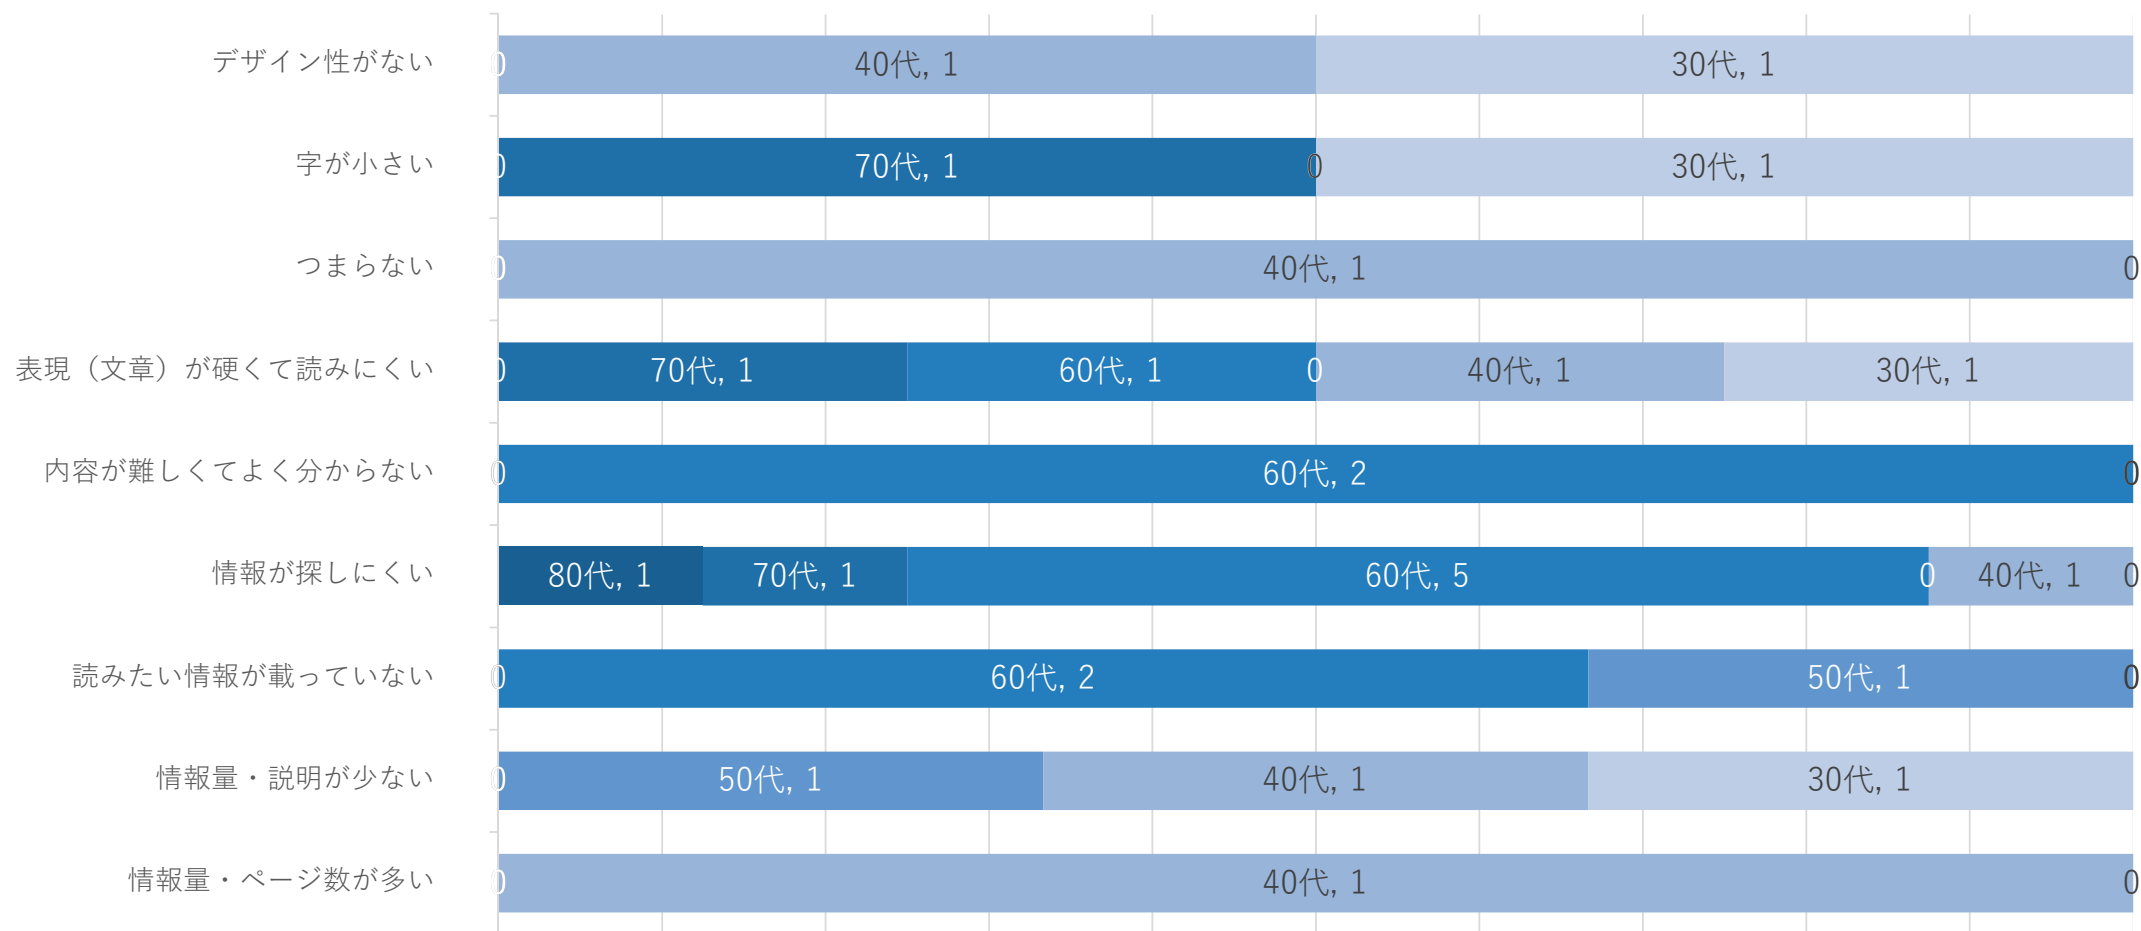 デザイン性がない 0 40代, 1 30代, 1
字が小さい 0 70代, 1 0 30代, 1
つまらない 0 40代, 1 0
表現（文章）が硬くて読みにくい 0 70代, 1 60代, 1 0 40代, 1 30代, 1
内容が難しくてよく分からない 0 60代, 2 0
情報が探しにくい 80代, 1 70代, 1 60代, 5 0 40代, 1 0
読みたい情報が載っていない 0 60代, 2 50代, 1 0
情報量・説明が少ない 0 50代, 1 40代, 1 30代, 1
情報量・ページ数が多い 0 40代, 1 0